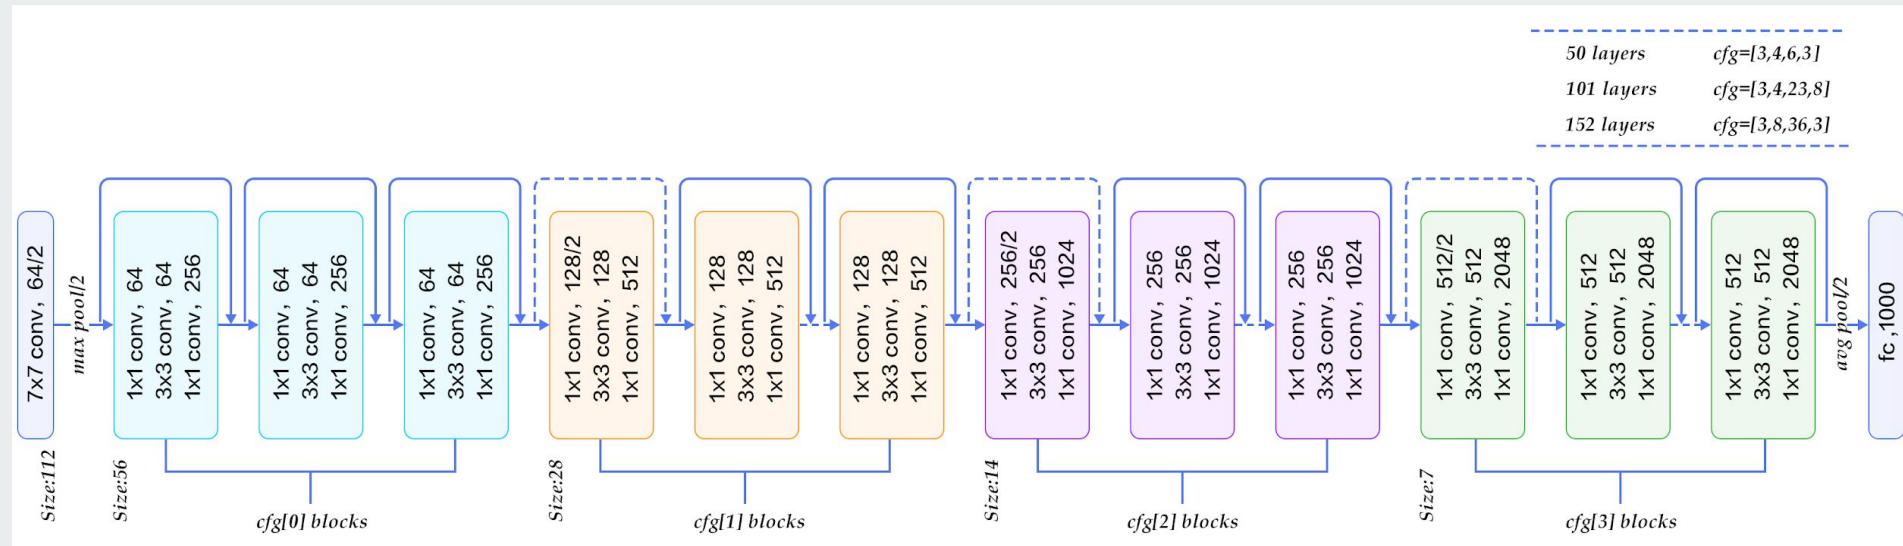 50 layers cfg=[3,4,6,3]
101 layers cfg=[3,4,23,8]
152 layers cfg=[3,8,36,3]
7x7 conv, 64/2
max pool/2
1x1 conv, 64
3x3 conv, 64
1x1 conv, 256
1x1 conv, 64
3x3 conv, 64
1x1 conv, 256
1x1 conv, 64
3x3 conv, 64
1x1 conv, 256
1x1 conv, 128/2
3x3 conv, 128
1x1 conv, 512
1x1 conv, 128
3x3 conv, 128
1x1 conv, 512
1x1 conv, 128
3x3 conv, 128
1x1 conv, 512
1x1 conv, 256/2
3x3 conv, 256
1x1 conv, 1024
1x1 conv, 256
3x3 conv, 256
1x1 conv, 1024
1x1 conv, 256
3x3 conv, 256
1x1 conv, 1024
1x1 conv, 512/2
3x3 conv, 512
1x1 conv, 2048
1x1 conv, 512
3x3 conv, 512
1x1 conv, 2048
1x1 conv, 512
3x3 conv, 512
1x1 conv, 2048
avg pool/2
fc ,1000
Size:112
Size:56
cfg[0] blocks
Size:28
cfg[1] blocks
Size:14
cfg[2] blocks
Size:7
cfg[3] blocks